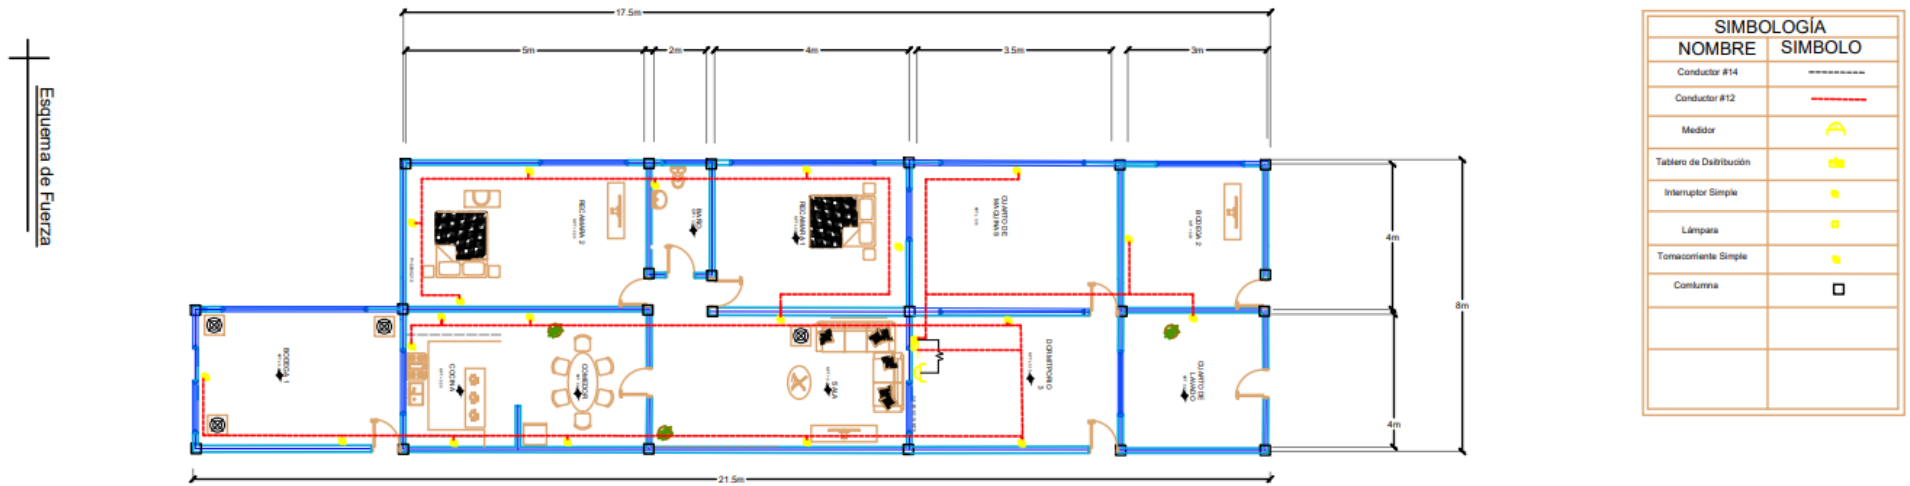 17.5m
5m
2m
4m
3.5m
3m
Esquema de Fuerza
RECAMARA 2
BAÑO
RECAMARA 1
CUARTO DE
MAQUINAS
BODEGA 2
4m
8m
BODEGA 1
COCINA
COMEDOR
SALA
DORMITPORIO
3
CUARTO DE
LAVADO
4m
21.5m
SIMBOLOGÍA
NOMBRE SIMBOLO
Conductor #14
Conductor #12
Medidor
Tablero de Dsitribución
Interruptor Simple
Lámpara
Tomacorriente Simple
Comlumna